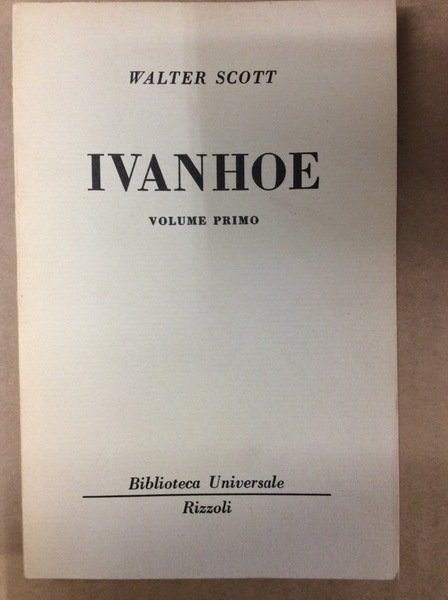 WALTER SCOTT
IVANHOE
VOLUME PRIMO
Biblioteca Universale
Rizzoli